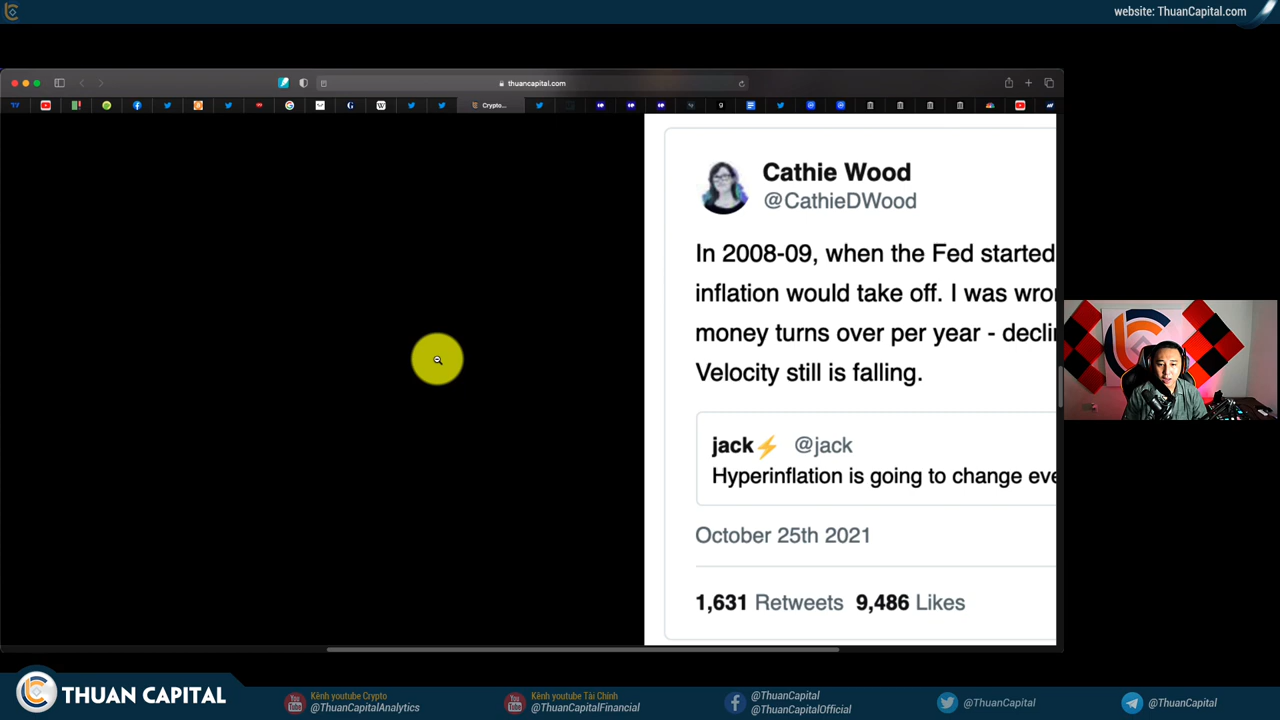 website: ThuanCapital.com
thuancapital.com
Crypto...
Cathie Wood
@CathieDWood
In 2008-09, when the Fed started
inflation would take off. I was wro
money turns over per year - decli
Velocity still is falling.
jack⚡ @jack
Hyperinflation is going to change eve
October 25th 2021
1,631 Retweets 9,486 Likes
THUAN CAPITAL
Kênh youtube Crypto
@ThuanCapitalAnalytics
Kênh youtube Tài Chính
@ThuanCapitalFinancial
@ThuanCapital
@ThuanCapitalOfficial
@ThuanCapital
@ThuanCapital